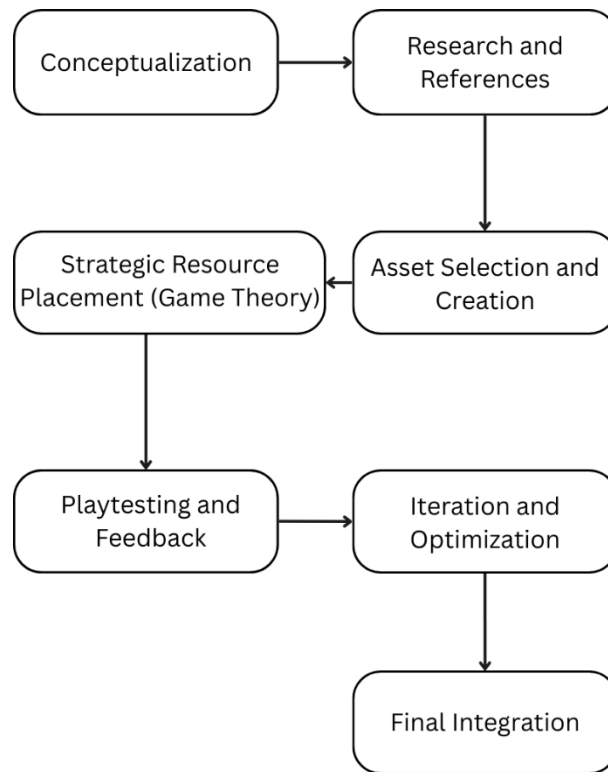 Conceptualization
Research and
References
Asset Selection and
Creation
Strategic Resource
Placement (Game Theory)
Playtesting and
Feedback
Iteration and
Optimization
Final Integration